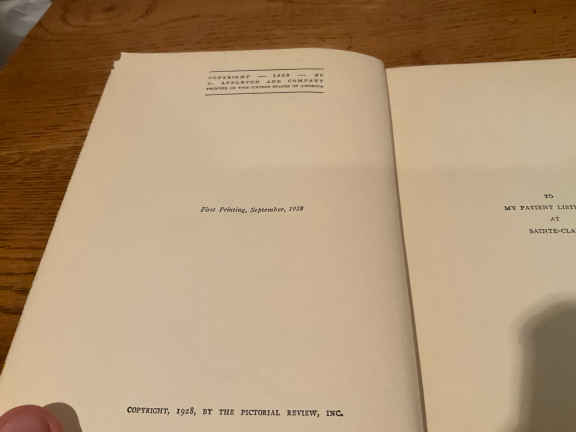 COPYRIGHT — 1928 — BY
D. APPLETON AND COMPANY
PRINTED IN THE UNITED STATES OF AMERICA
First Printing, September, 1928
COPYRIGHT, 1928, BY THE PICTORIAL REVIEW, INC.
TO
MY PATIENT
AT